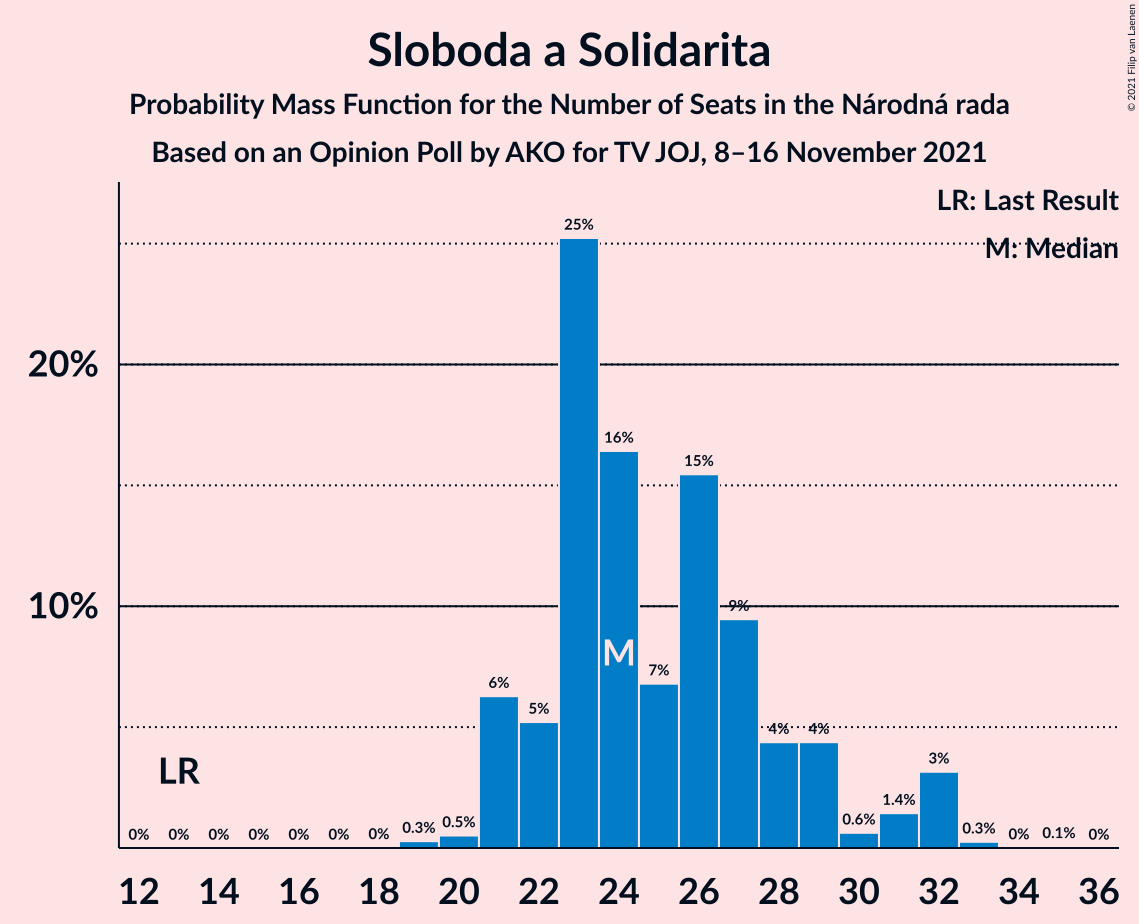 Sloboda a Solidarita
Probability Mass Function for the Number of Seats in the Národná rada
Based on an Opinion Poll by AKO for TV JOJ, 8–16 November 2021
© 2021 Filip van Laenen
LR: Last Result
M: Median
25%
20%
16%
15%
10%
9%
M
7%
6%
5%
4%
4%
LR
3%
1.4%
0% 0% 0% 0% 0% 0% 0% 0.3% 0.5% 0.6% 0.3% 0% 0.1% 0%
12 14 16 18 20 22 24 26 28 30 32 34 36